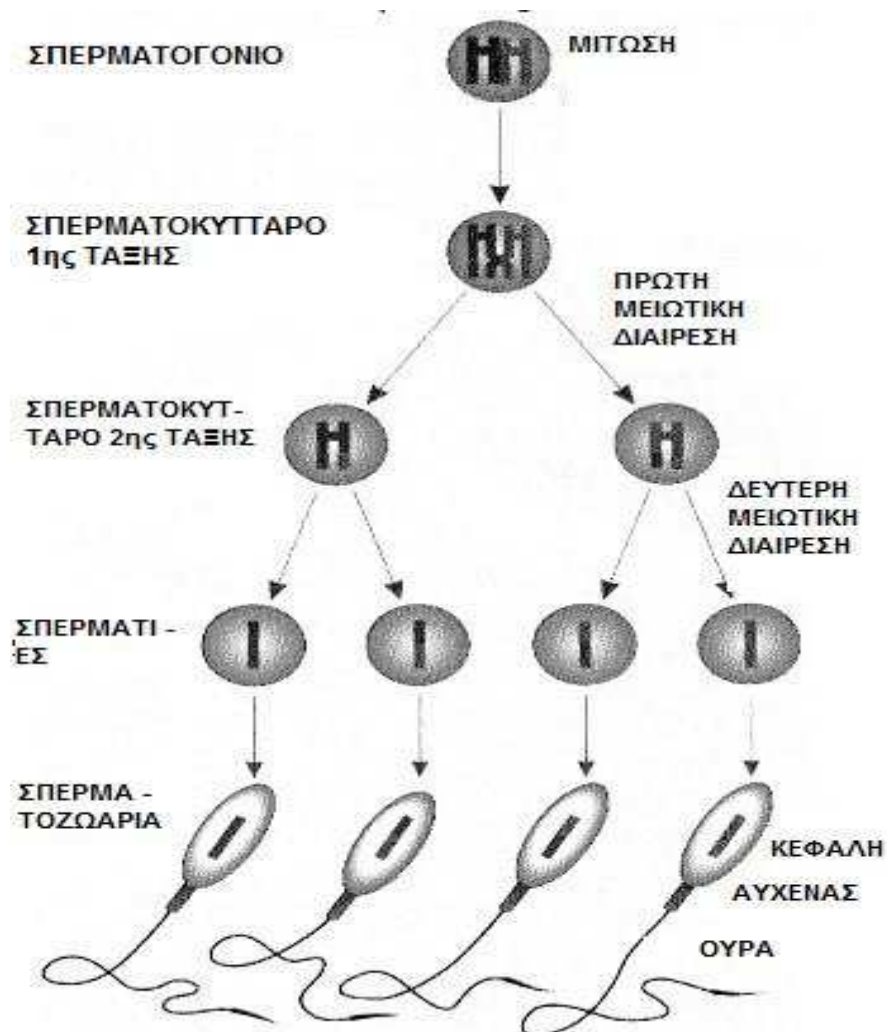 ΣΠΕΡΜΑΤΟΓΟΝΙΟ
ΜΙΤΩΣΗ
ΣΠΕΡΜΑΤΟΚΥΤΤΑΡΟ
1ης ΤΑΞΗΣ
ΠΡΩΤΗ
ΜΕΙΩΤΙΚΗ
ΔΙΑΙΡΕΣΗ
ΣΠΕΡΜΑΤΟΚΥΤ-
ΤΑΡΟ 2ης ΤΑΞΗΣ
ΔΕΥΤΕΡΗ
ΜΕΙΩΤΙΚΗ
ΔΙΑΙΡΕΣΗ
ΣΠΕΡΜΑΤΙ -
ΕΣ
ΣΠΕΡΜΑ -
ΤΟΖΩΑΡΙΑ
ΚΕΦΑΛΗ
ΑΥΧΕΝΑΣ
ΟΥΡΑ